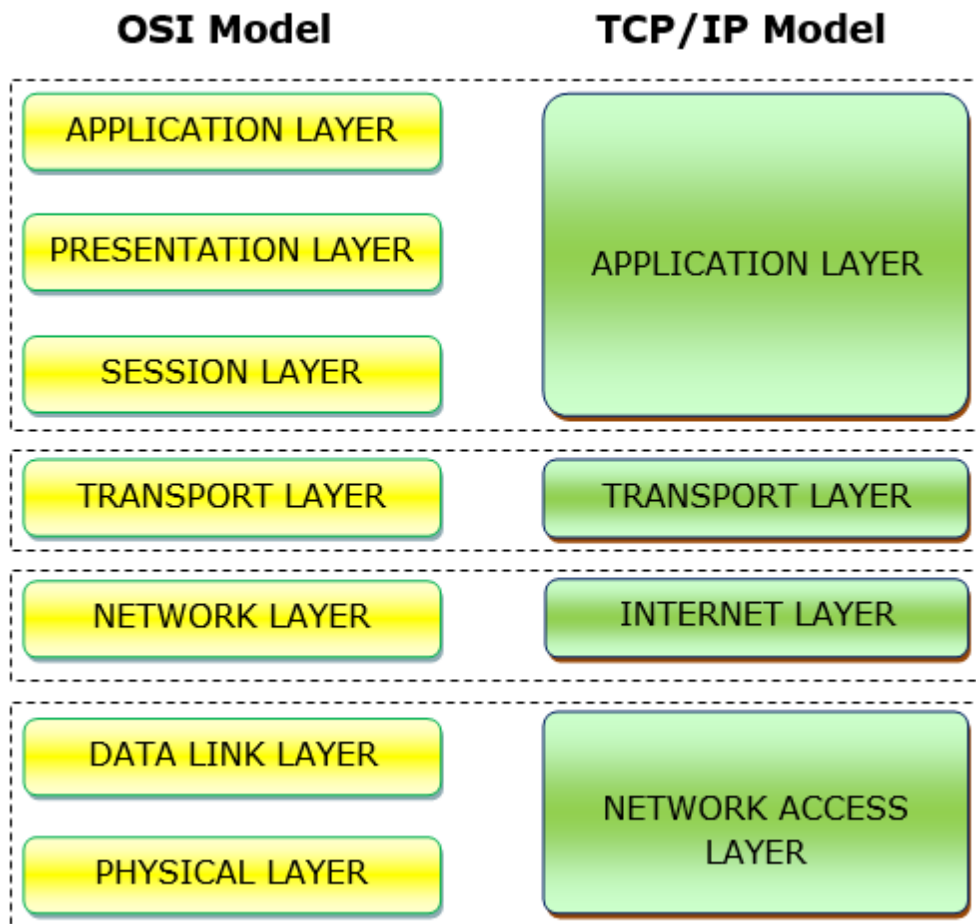 OSI Model
TCP/IP Model
APPLICATION LAYER
PRESENTATION LAYER
SESSION LAYER
APPLICATION LAYER
TRANSPORT LAYER
TRANSPORT LAYER
NETWORK LAYER
INTERNET LAYER
DATA LINK LAYER
PHYSICAL LAYER
NETWORK ACCESS
LAYER